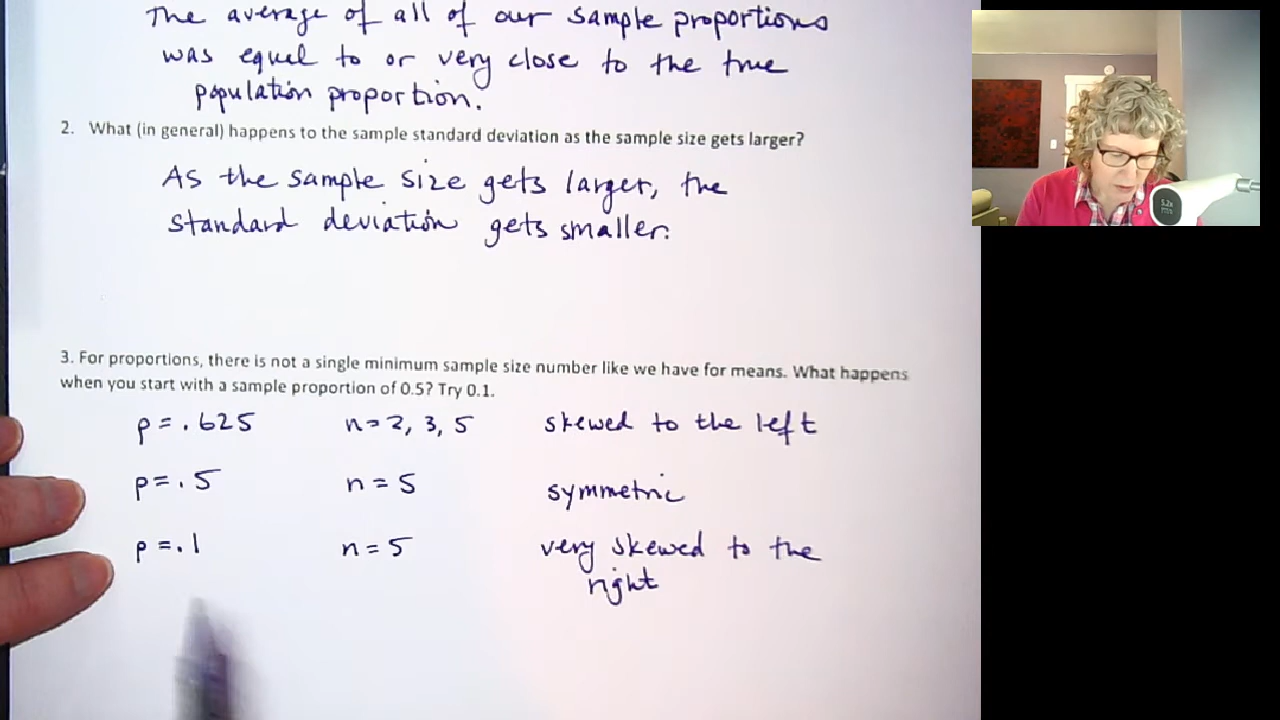 The average of all of our sample proportions
was equal to or very close to the true
population proportion.
2. What (in general) happens to the sample standard deviation as the sample size gets larger?
As the sample size gets larger, the
standard deviation gets smaller.
3. For proportions, there is not a single minimum sample size number like we have for means. What happens
when you start with a sample proportion of 0.5? Try 0.1.
p=.625 n=2, 3, 5 skewed to the left
p=.5 n=5 symmetric
p=.1 n=5 very skewed to the
right